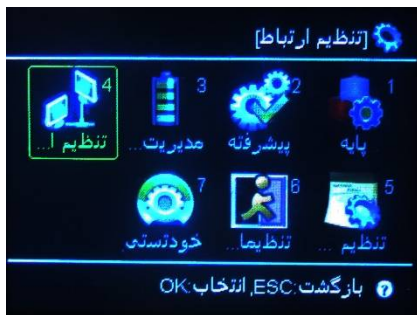 [تنظیم ارتباط]
1 2 3 4
پایه پیشرفته مدیریت... تنظیم ا...
5 6 7
تنظیم ... تنظیما... خودتستی
بازگشت:ESC, انتخاب:OK